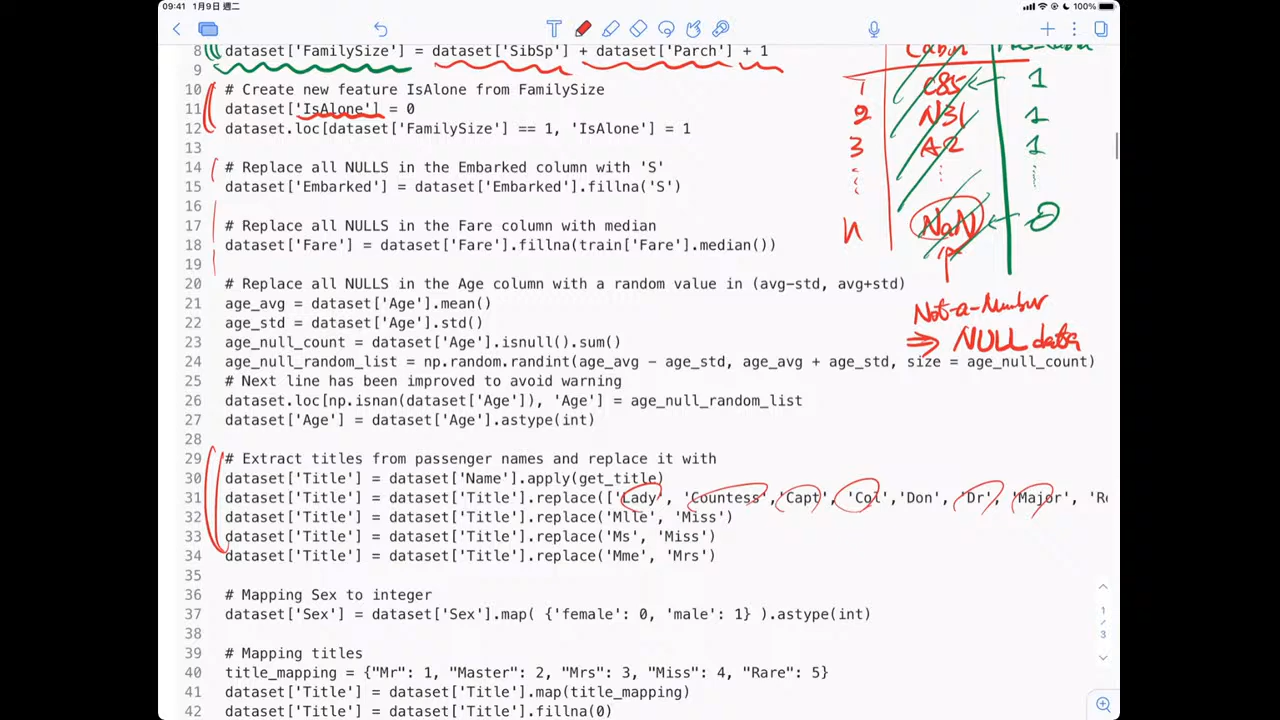 09:41 1月9日 週二
100%
8 dataset['FamilySize'] = dataset['SibSp'] + dataset['Parch'] + 1
9
10 # Create new feature IsAlone from FamilySize
11 dataset['IsAlone'] = 0
12 dataset.loc[dataset['FamilySize'] == 1, 'IsAlone'] = 1
13
14 # Replace all NULLS in the Embarked column with 'S'
15 dataset['Embarked'] = dataset['Embarked'].fillna('S')
16
17 # Replace all NULLS in the Fare column with median
18 dataset['Fare'] = dataset['Fare'].fillna(train['Fare'].median())
19
20 # Replace all NULLS in the Age column with a random value in (avg-std, avg+std)
21 age_avg = dataset['Age'].mean()
22 age_std = dataset['Age'].std()
23 age_null_count = dataset['Age'].isnull().sum()
24 age_null_random_list = np.random.randint(age_avg - age_std, age_avg + age_std, size = age_null_count)
25 # Next line has been improved to avoid warning
26 dataset.loc[np.isnan(dataset['Age']), 'Age'] = age_null_random_list
27 dataset['Age'] = dataset['Age'].astype(int)
28
29 # Extract titles from passenger names and replace it with
30 dataset['Title'] = dataset['Name'].apply(get_title)
31 dataset['Title'] = dataset['Title'].replace(['Lady', 'Countess','Capt', 'Col','Don', 'Dr', 'Major', 'Re
32 dataset['Title'] = dataset['Title'].replace('Mlle', 'Miss')
33 dataset['Title'] = dataset['Title'].replace('Ms', 'Miss')
34 dataset['Title'] = dataset['Title'].replace('Mme', 'Mrs')
35
36 # Mapping Sex to integer
37 dataset['Sex'] = dataset['Sex'].map( {'female': 0, 'male': 1} ).astype(int)
38
39 # Mapping titles
40 title_mapping = {"Mr": 1, "Master": 2, "Mrs": 3, "Miss": 4, "Rare": 5}
41 dataset['Title'] = dataset['Title'].map(title_mapping)
42 dataset['Title'] = dataset['Title'].fillna(0)
Cabin
1 C85 1
2 N31 1
3 A2 1
n NaN 0
Not-a-Number
⇒ NULL data
1
/
3